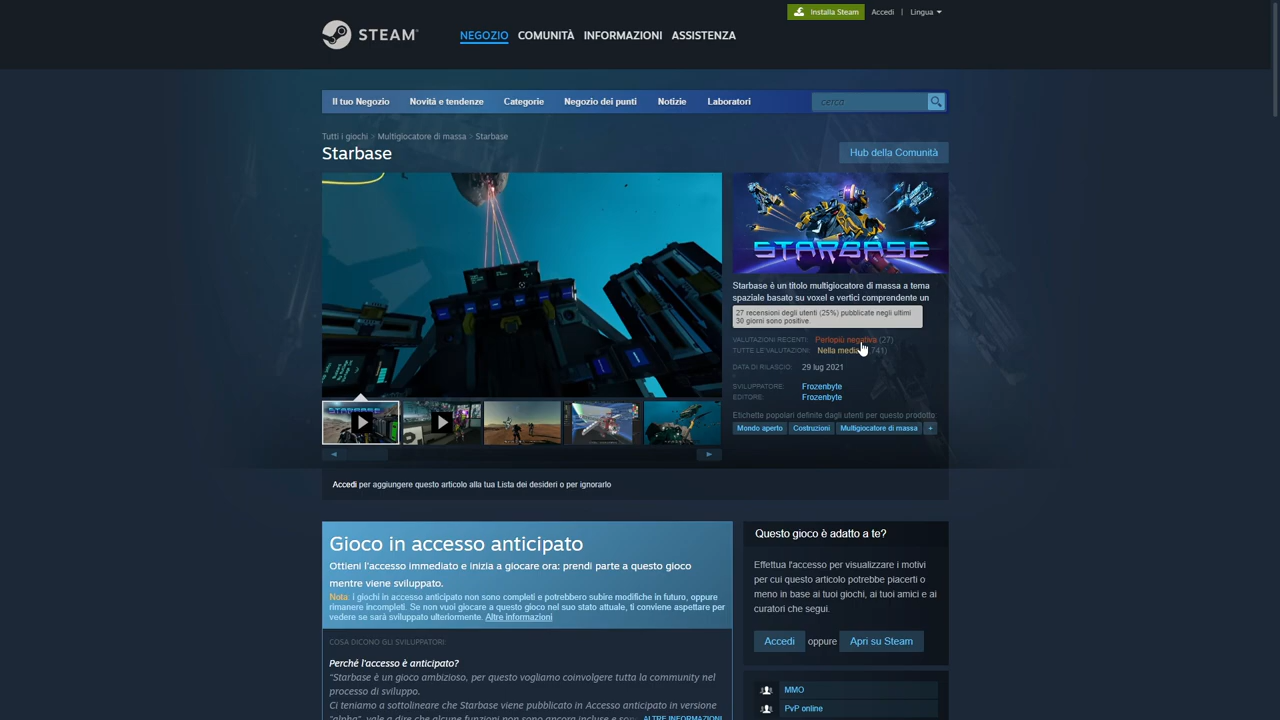 Installa Steam
Accedi | Lingua
STEAM
NEGOZIO COMUNITÀ INFORMAZIONI ASSISTENZA
Il tuo Negozio Novità e tendenze Categorie Negozio dei punti Notizie Laboratori cerca
Tutti i giochi > Multigiocatore di massa > Starbase
Starbase
Hub della Comunità
STARBASE
Starbase è un titolo multigiocatore di massa a tema
spaziale basato su voxel e vertici comprendente un
27 recensioni degli utenti (25%) pubblicate negli ultimi
30 giorni sono positive.
VALUTAZIONI RECENTI: Perlopiù negativa (27)
TUTTE LE VALUTAZIONI: Nella media 741)
DATA DI RILASCIO: 29 lug 2021
SVILUPPATORE: Frozenbyte
EDITORE: Frozenbyte
Etichette popolari definite dagli utenti per questo prodotto:
Mondo aperto Costruzioni Multigiocatore di massa +
STARBASE
Accedi per aggiungere questo articolo alla tua Lista dei desideri o per ignorarlo
Gioco in accesso anticipato
Ottieni l'accesso immediato e inizia a giocare ora: prendi parte a questo gioco
mentre viene sviluppato.
Nota: i giochi in accesso anticipato non sono completi e potrebbero subire modifiche in futuro, oppure
rimanere incompleti. Se non vuoi giocare a questo gioco nel suo stato attuale, ti conviene aspettare per
vedere se sarà sviluppato ulteriormente. Altre informazioni
COSA DICONO GLI SVILUPPATORI:
Perché l'accesso è anticipato?
"Starbase è un gioco ambizioso, per questo vogliamo coinvolgere tutta la community nel
processo di sviluppo.
Ci teniamo a sottolineare che Starbase viene pubblicato in Accesso anticipato in versione
"alpha", vale a dire che alcune funzioni non sono ancora incluse e ALTRE INFORMAZIONI
Questo gioco è adatto a te?
Effettua l'accesso per visualizzare i motivi
per cui questo articolo potrebbe piacerti o
meno in base ai tuoi giochi, ai tuoi amici e ai
curatori che segui.
Accedi oppure Apri su Steam
MMO
PvP online